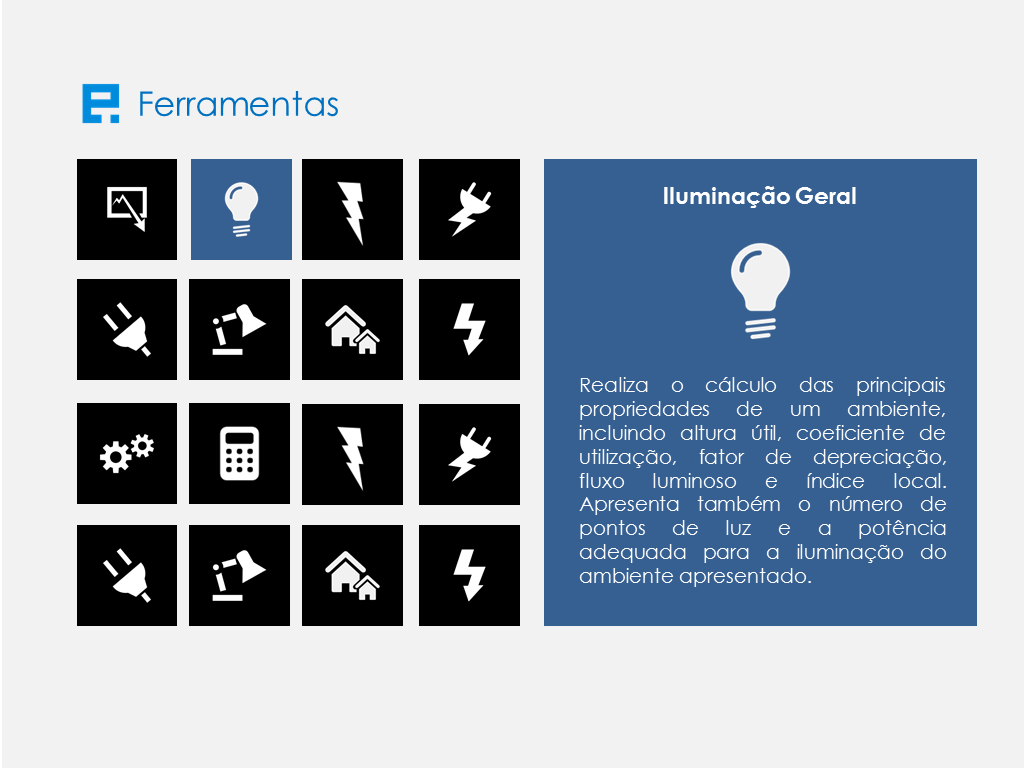 Ferramentas
Iluminação Geral
Realiza o cálculo das principais
propriedades de um ambiente,
incluindo altura útil, coeficiente de
utilização, fator de depreciação,
fluxo luminoso e índice local.
Apresenta também o número de
pontos de luz e a potência
adequada para a iluminação do
ambiente apresentado.